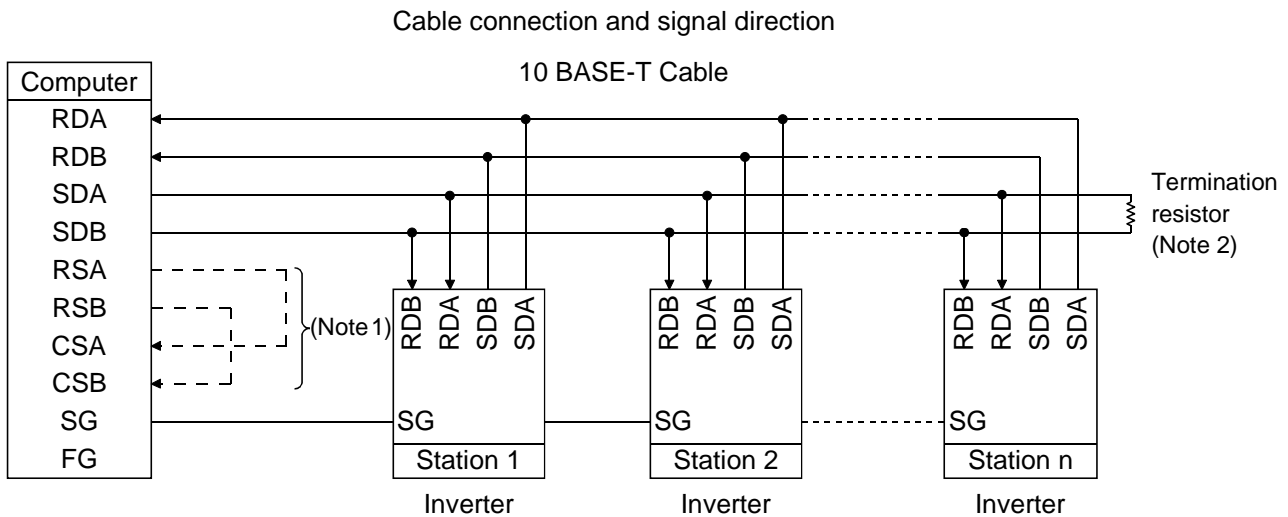 Cable connection and signal direction
10 BASE-T Cable
Computer
RDA
RDB
SDA
SDB
RSA
RSB
CSA
CSB
SG
FG
(Note 1)
Termination
resistor
(Note 2)
RDB
RDA
SDB
SDA
SG
Station 1
Inverter
RDB
RDA
SDB
SDA
SG
Station 2
Inverter
RDB
RDA
SDB
SDA
SG
Station n
Inverter